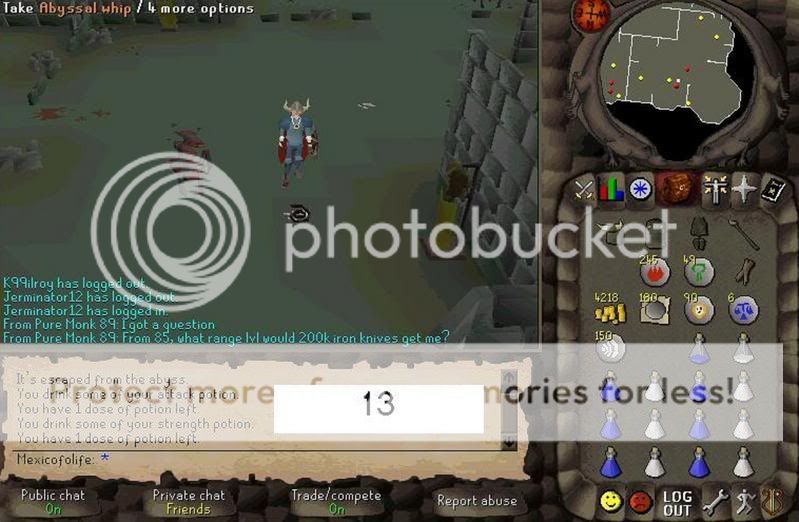 Take Abyssal whip / 4 more options
photobucket
K99ilroy has logged out.
Jerminator12 has logged out.
Jerminator12 has logged in.
From Pure Monk 89: I got a question
From Pure Monk 89: From 85, what range lvl would 200k iron knives get me?
It's escaped from the abyss.
You drink some of your attack potion.
You have 1 dose of potion left.
You drink some of your strength potion.
You have 1 dose of potion left.
more
mories for less!
13
Mexicofolife: *
Public chat
On
Private chat
Friends
Trade/compete
On
Report abuse
245
49
4218
180
90
6
150
LOG
OUT